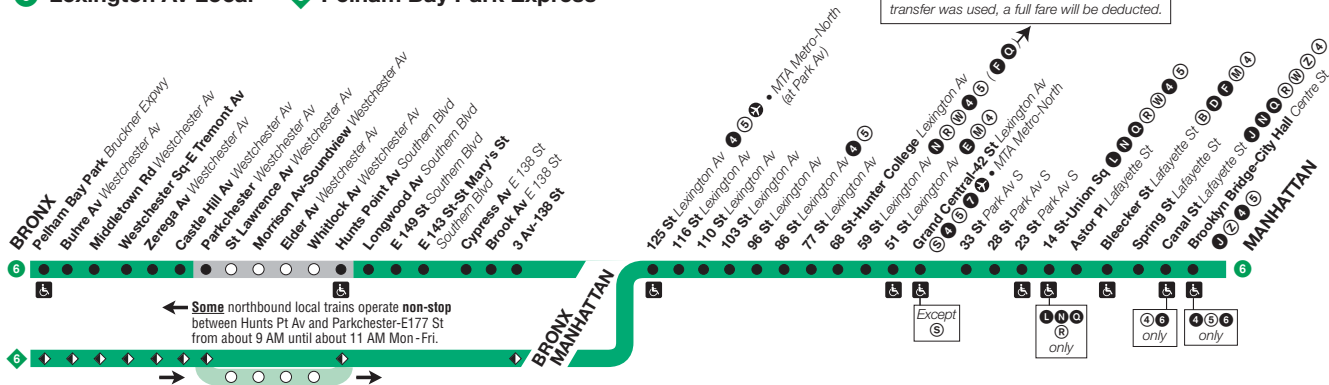 6 Lexington Av Local 6 Pelham Bay Park Express
transfer was used, a full fare will be deducted.
BRONX
Pelham Bay Park Bruckner Expwy
Buhre Av Westchester Av
Middletown Rd Westchester Av
Westchester Sq-E Tremont Av
Zerega Av Westchester Av
Castle Hill Av Westchester Av
Parkchester Westchester Av
St Lawrence Av Westchester Av
Morrison Av-Soundview Westchester Av
Elder Av Westchester Av
Whitlock Av Westchester Av
Hunts Point Av Southern Blvd
Longwood Av Southern Blvd
E 149 St Southern Blvd
E 143 St-St Mary's St
Southern Blvd
Cypress Av E 138 St
Brook Av E 138 St
3 Av-138 St
125 St Lexington Av 4 5 • MTA Metro-North
(at Park Av)
116 St Lexington Av
110 St Lexington Av
103 St Lexington Av
96 St Lexington Av
86 St Lexington Av 4 5
77 St Lexington Av
68 St-Hunter College Lexington Av
59 St Lexington Av N R W 4 5 (F Q)
51 St Lexington Av E M 4
Grand Central-42 St Lexington Av
S 4 5 7 • MTA Metro-North
33 St Park Av S
28 St Park Av S
23 St Park Av S
14 St-Union Sq L N Q R W 4 5
Astor Pl Lafayette St
Bleecker St Lafayette St B D F M 4
Spring St Lafayette St
Canal St Lafayette St J N Q R W Z 4
Brooklyn Bridge-City Hall Centre St
J Z 4 5
MANHATTAN
6
6
Some northbound local trains operate non-stop
between Hunts Pt Av and Parkchester-E177 St
from about 9 AM until about 11 AM Mon-Fri.
BRONX
MANHATTAN
Except
S
L N Q
R
only
4 6
only
4 5 6
only
6